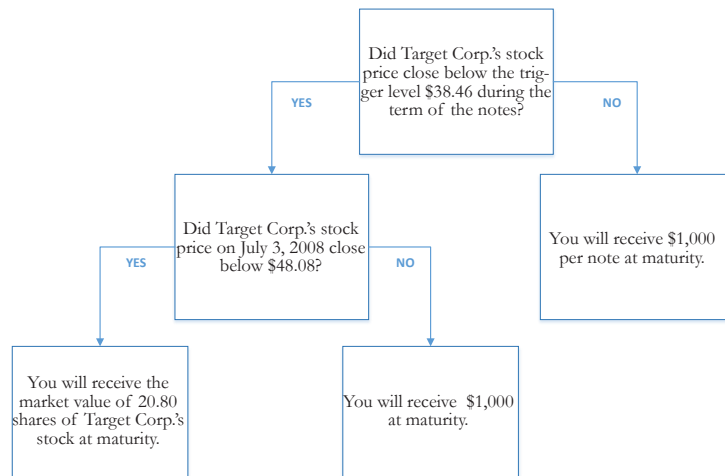 Did Target Corp.'s stock
price close below the trig-
ger level $38.46 during the
term of the notes?
YES
NO
Did Target Corp.'s stock
price on July 3, 2008 close
below $48.08?
You will receive $1,000
per note at maturity.
YES
NO
You will receive the
market value of 20.80
shares of Target Corp.'s
stock at maturity.
You will receive $1,000
at maturity.